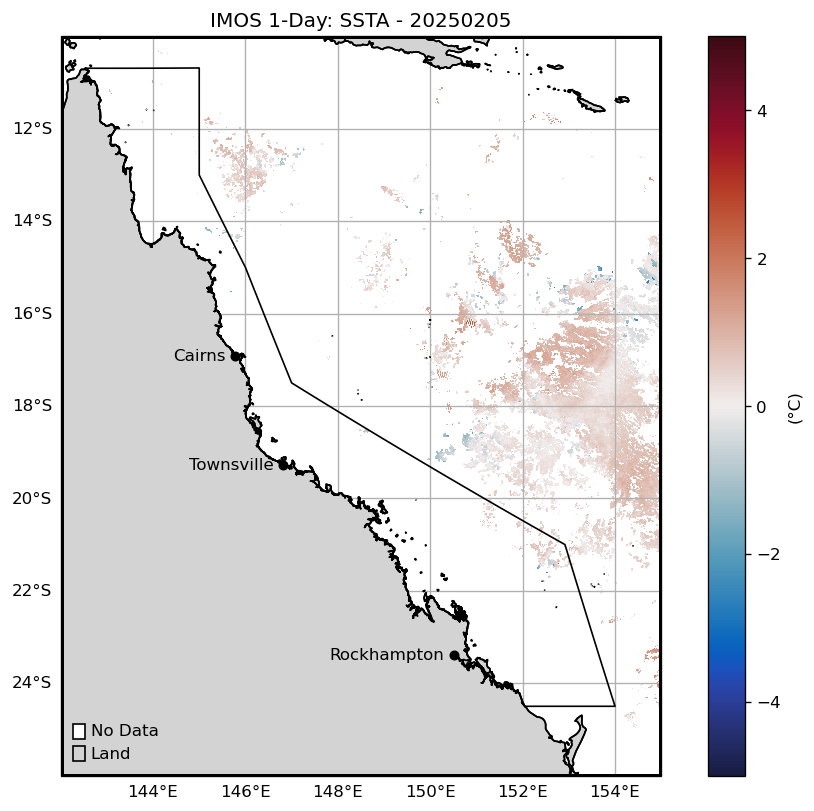 IMOS 1-Day: SSTA - 20250205
12°S
14°S
16°S
18°S
20°S
22°S
24°S
Cairns
Townsville
Rockhampton
No Data
Land
144°E 146°E 148°E 150°E 152°E 154°E
4
2
0
−2
−4
(°C)